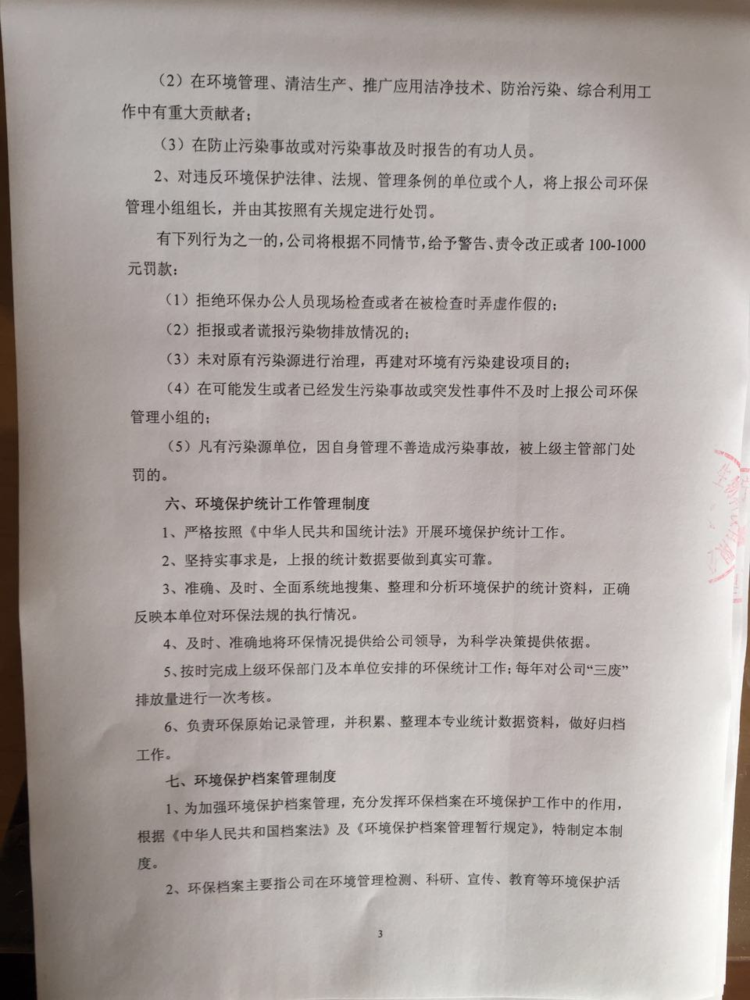 （2）在环境管理、清洁生产、推广应用洁净技术、防治污染、综合利用工
作中有重大贡献者；
（3）在防止污染事故或对污染事故及时报告的有功人员。
2、对违反环境保护法律、法规、管理条例的单位或个人，将上报公司环保
管理小组组长，并由其按照有关规定进行处罚。
有下列行为之一的，公司将根据不同情节，给予警告、责令改正或者 100-1000
元罚款：
（1）拒绝环保办公人员现场检查或者在被检查时弄虚作假的；
（2）拒报或者谎报污染物排放情况的；
（3）未对原有污染源进行治理，再建对环境有污染建设项目的；
（4）在可能发生或者已经发生污染事故或突发性事件不及时上报公司环保
管理小组的；
（5）凡有污染源单位，因自身管理不善造成污染事故，被上级主管部门处
罚的。
六、环境保护统计工作管理制度
1、严格按照《中华人民共和国统计法》开展环境保护统计工作。
2、坚持实事求是，上报的统计数据要做到真实可靠。
3、准确、及时、全面系统地搜集、整理和分析环境保护的统计资料，正确
反映本单位对环保法规的执行情况。
4、及时、准确地将环保情况提供给公司领导，为科学决策提供依据。
5、按时完成上级环保部门及本单位安排的环保统计工作；每年对公司“三废”
排放量进行一次考核。
6、负责环保原始记录管理，并积累、整理本专业统计数据资料，做好归档
工作。
七、环境保护档案管理制度
1、为加强环境保护档案管理，充分发挥环保档案在环境保护工作中的作用，
根据《中华人民共和国档案法》及《环境保护档案管理暂行规定》，特制定本制
度。
2、环保档案主要指公司在环境管理检测、科研、宣传、教育等环境保护活
3